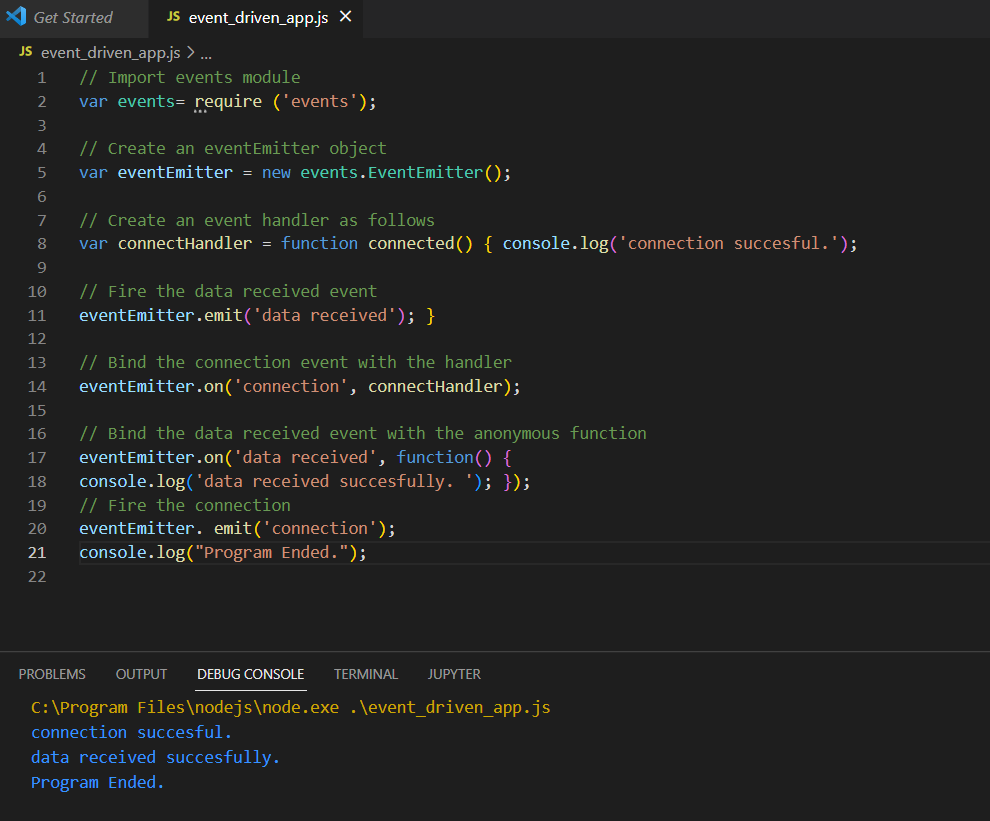 Get Started
JS event_driven_app.js ×
JS event_driven_app.js > ...
1 // Import events module
2 var events= require ('events');
3
4 // Create an eventEmitter object
5 var eventEmitter = new events.EventEmitter();
6
7 // Create an event handler as follows
8 var connectHandler = function connected() { console.log('connection succesful.');
9
10 // Fire the data received event
11 eventEmitter.emit('data received'); }
12
13 // Bind the connection event with the handler
14 eventEmitter.on('connection', connectHandler);
15
16 // Bind the data received event with the anonymous function
17 eventEmitter.on('data received', function() {
18 console.log('data received succesfully. '); });
19 // Fire the connection
20 eventEmitter. emit('connection');
21 console.log("Program Ended.");
22
PROBLEMS OUTPUT DEBUG CONSOLE TERMINAL JUPYTER
C:\Program Files\nodejs\node.exe .\event_driven_app.js
connection succesful.
data received succesfully.
Program Ended.